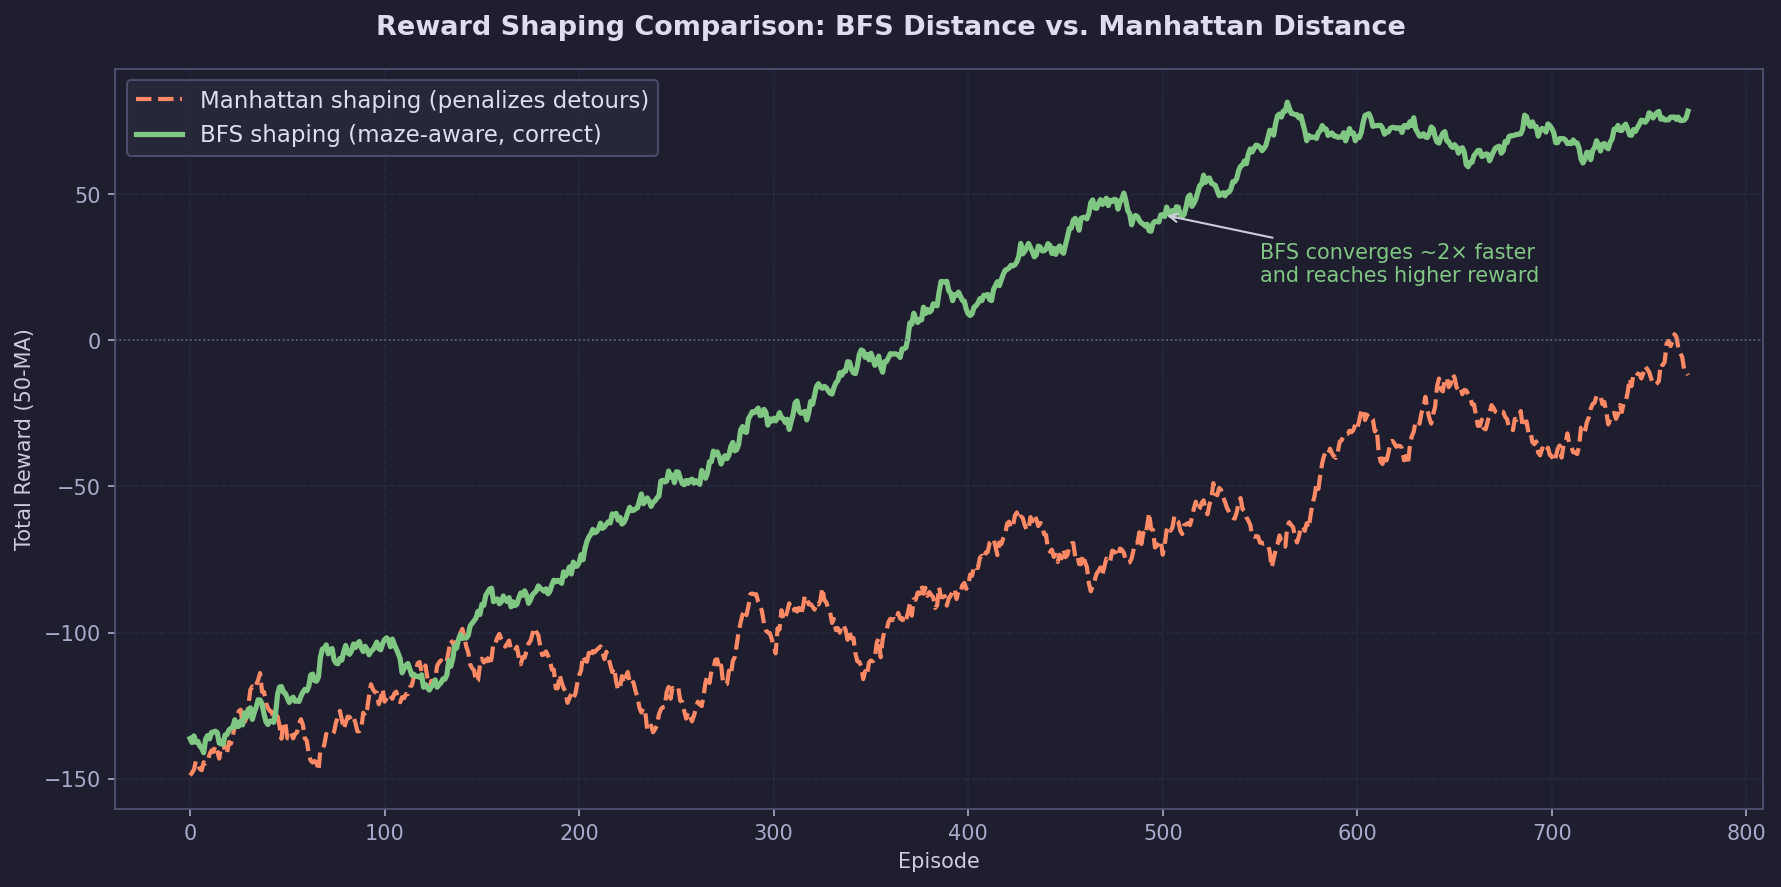 Reward Shaping Comparison: BFS Distance vs. Manhattan Distance
Manhattan shaping (penalizes detours)
BFS shaping (maze-aware, correct)
50
0
−50
−100
−150
Total Reward (50-MA)
BFS converges ~2× faster
and reaches higher reward
0 100 200 300 400 500 600 700 800
Episode